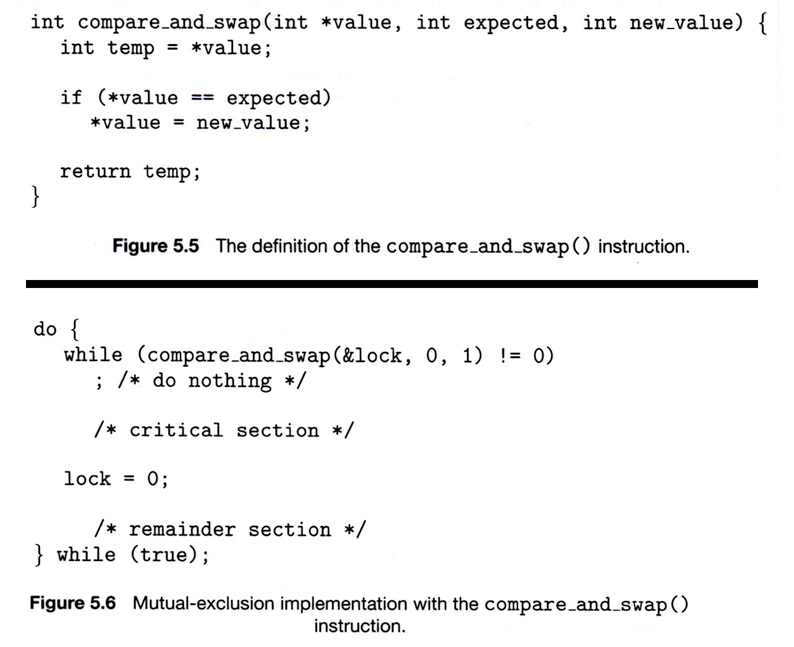 int compare_and_swap(int *value, int expected, int new_value) {
int temp = *value;
if (*value == expected)
*value = new_value;
return temp;
}
Figure 5.5 The definition of the compare_and_swap() instruction.
do {
while (compare_and_swap(&lock, 0, 1) != 0)
; /* do nothing */
/* critical section */
lock = 0;
/* remainder section */
} while (true);
Figure 5.6 Mutual-exclusion implementation with the compare_and_swap()
instruction.